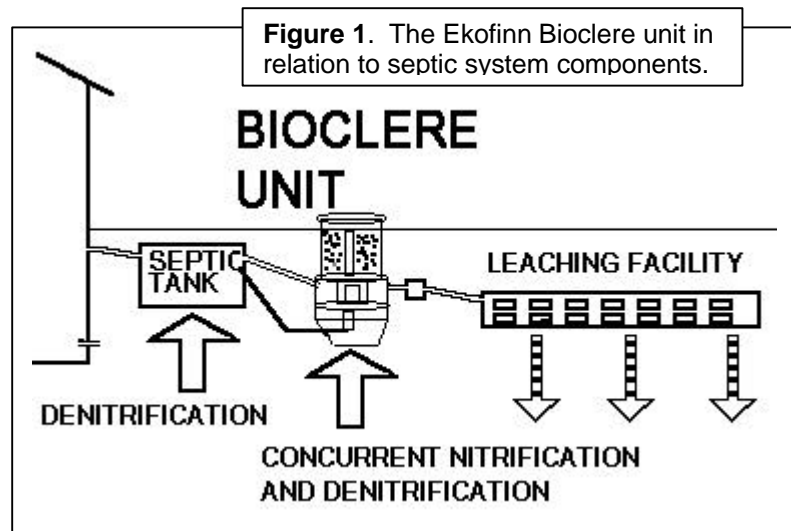 Figure 1. The Ekofinn Bioclere unit in
relation to septic system components.
BIOCLERE
UNIT
SEPTIC
TANK
LEACHING FACILITY
DENITRIFICATION
CONCURRENT NITRIFICATION
AND DENITRIFICATION